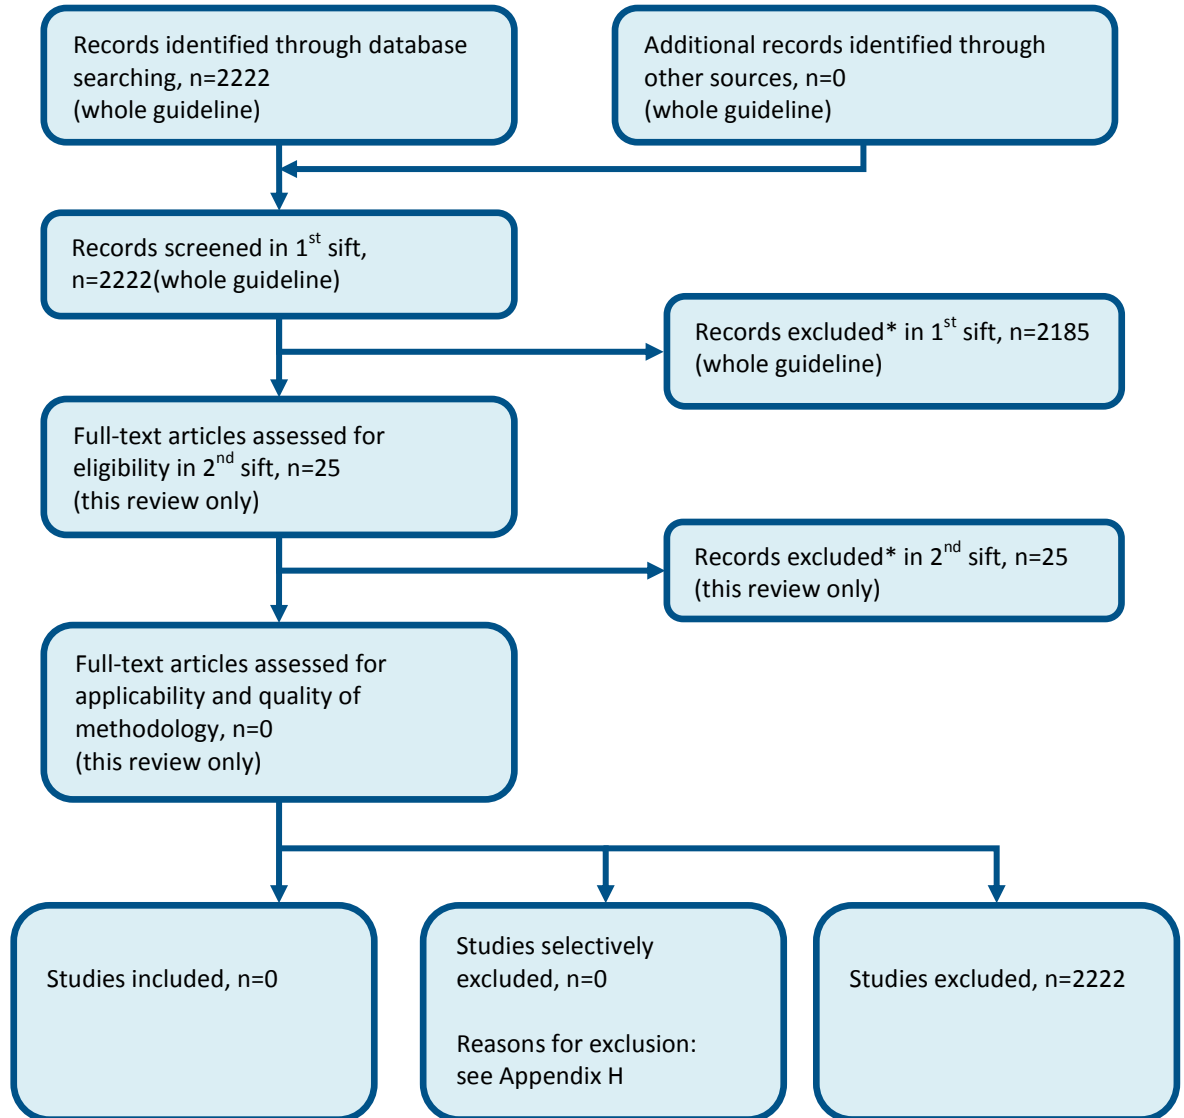 Records identified through database
searching, n=2222
(whole guideline)
Additional records identified through
other sources, n=0
(whole guideline)
Records screened in 1st sift,
n=2222(whole guideline)
Records excluded* in 1st sift, n=2185
(whole guideline)
Full-text articles assessed for
eligibility in 2nd sift, n=25
(this review only)
Records excluded* in 2nd sift, n=25
(this review only)
Full-text articles assessed for
applicability and quality of
methodology, n=0
(this review only)
Studies included, n=0
Studies selectively
excluded, n=0
Reasons for exclusion:
see Appendix H
Studies excluded, n=2222